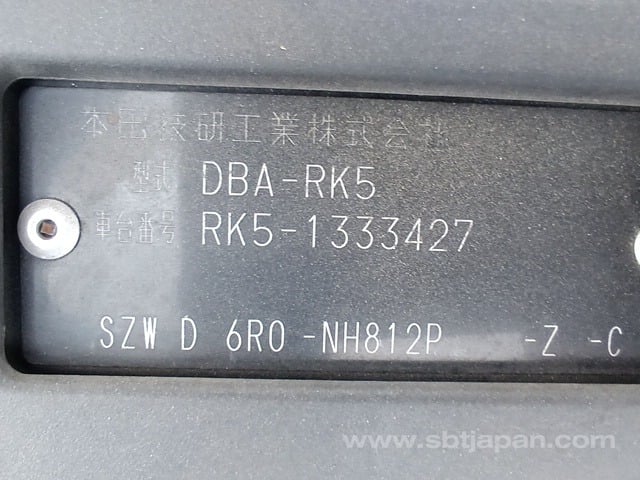 本田技研工業株式会社
型式 DBA-RK5
車台番号 RK5-1333427
SZW D 6R0 -NH812P -Z -C
www.sbtjapan.com